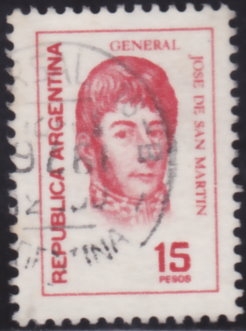 GENERAL
JOSE DE SAN MARTIN
REPUBLICA ARGENTINA
15
PESOS